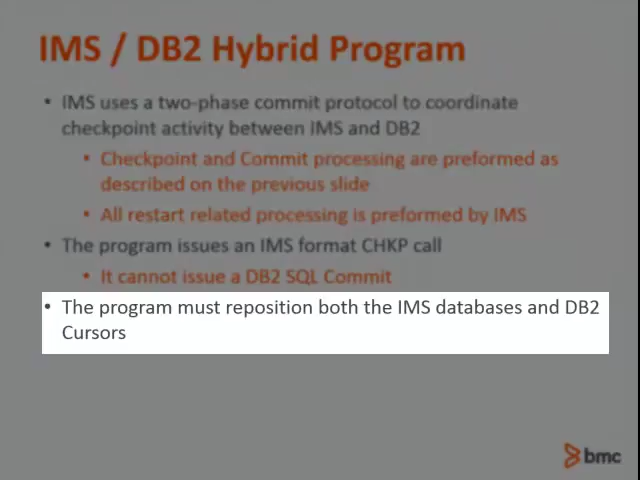 IMS / DB2 Hybrid Program
• IMS uses a two-phase commit protocol to coordinate
checkpoint activity between IMS and DB2
• Checkpoint and Commit processing are preformed as
described on the previous slide
• All restart related processing is preformed by IMS
• The program issues an IMS format CHKP call
• It cannot issue a DB2 SQL Commit
• The program must reposition both the IMS databases and DB2
Cursors
bmc